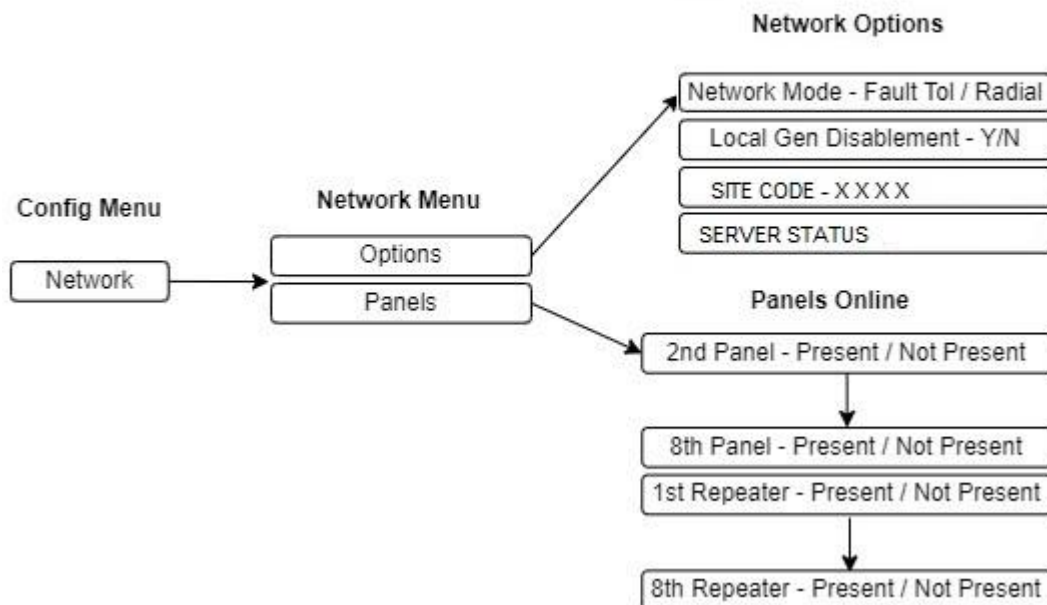 Network Options
Network Mode - Fault Tol / Radial
Local Gen Disablement - Y/N
SITE CODE - X X X X
SERVER STATUS
Config Menu
Network
Network Menu
Options
Panels
Panels Online
2nd Panel - Present / Not Present
8th Panel - Present / Not Present
1st Repeater - Present / Not Present
8th Repeater - Present / Not Present